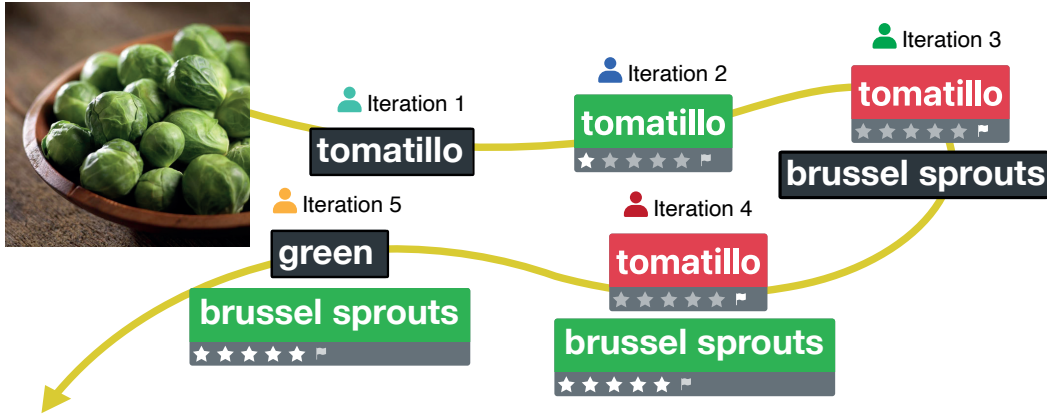 Iteration 1
tomatillo
Iteration 2
tomatillo
Iteration 3
tomatillo
brussel sprouts
Iteration 4
tomatillo
brussel sprouts
Iteration 5
green
brussel sprouts